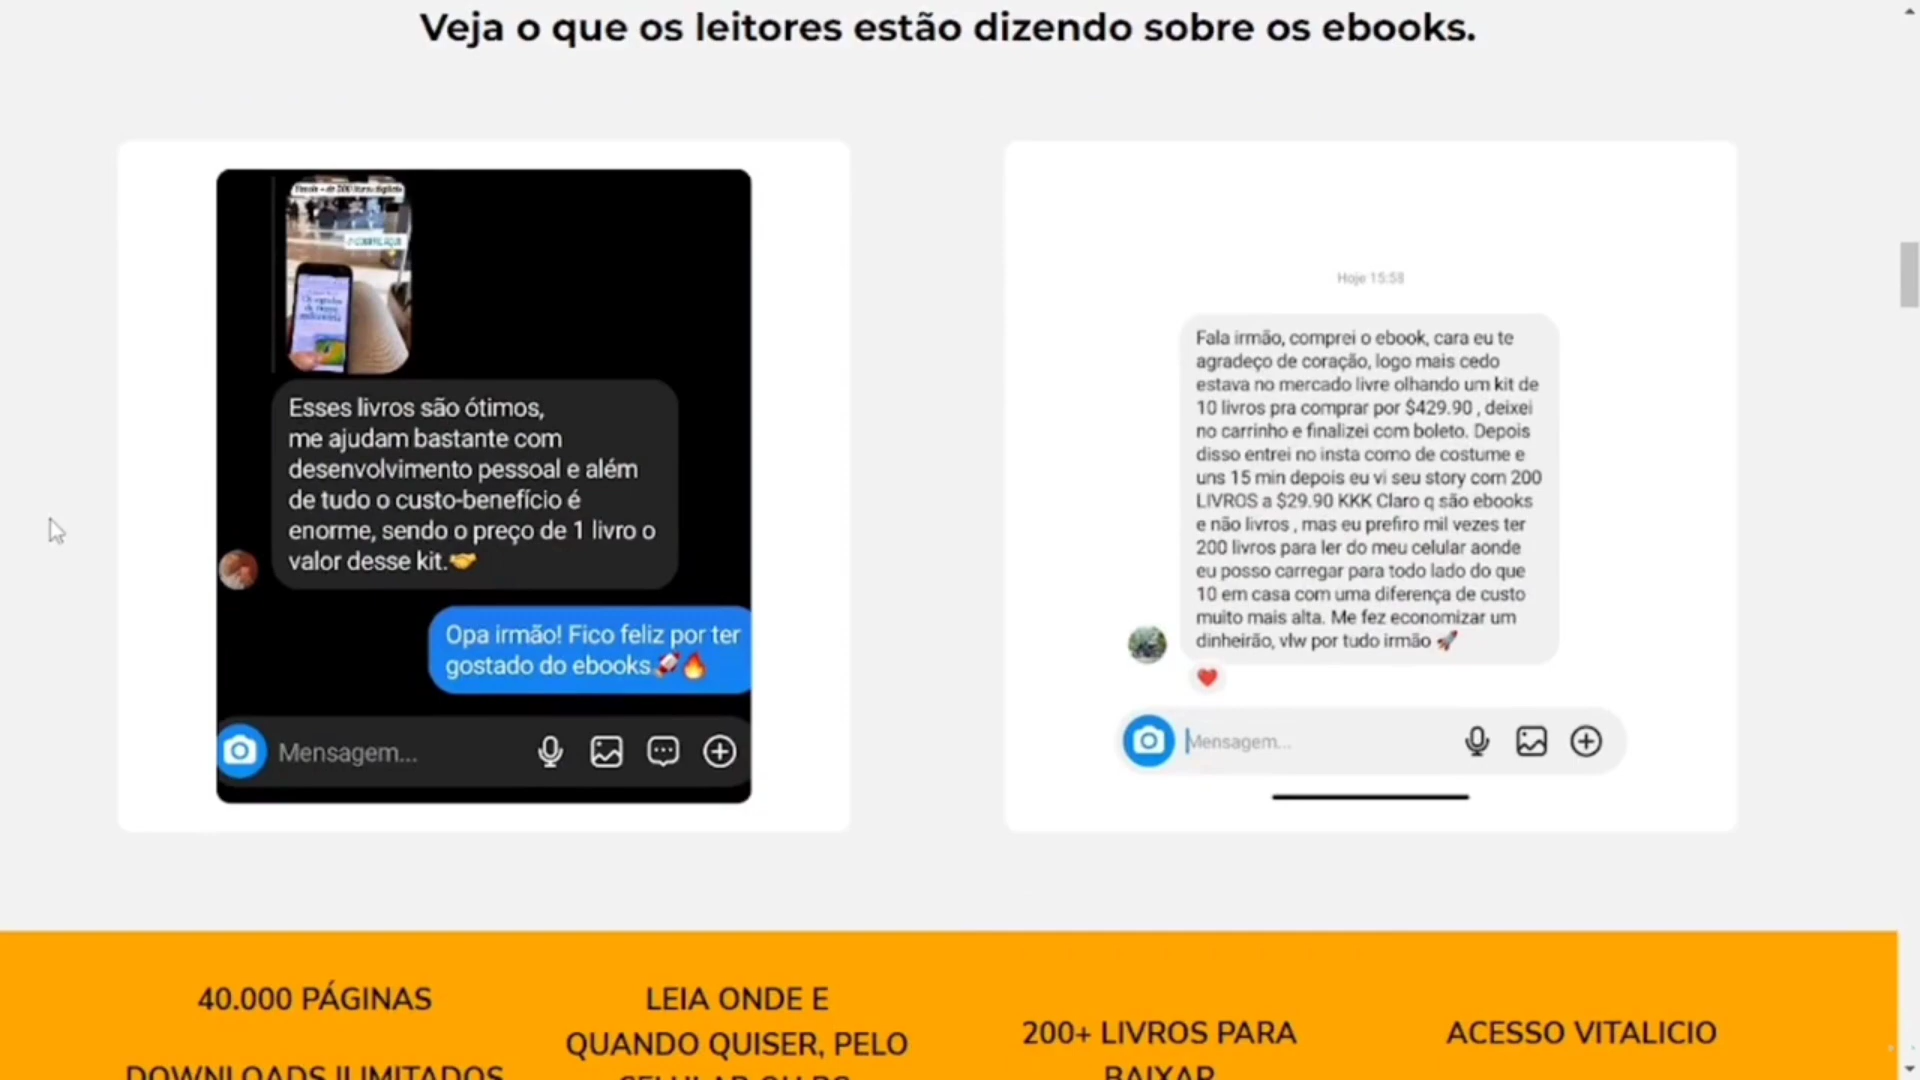 Veja o que os leitores estão dizendo sobre os ebooks.
Esses livros são ótimos,
me ajudam bastante com
desenvolvimento pessoal e além
de tudo o custo-benefício é
enorme, sendo o preço de 1 livro o
valor desse kit.🤝
Opa irmão! Fico feliz por ter
gostado do ebooks🚀🔥
Mensagem...
Hoje 15:58
Fala irmão, comprei o ebook, cara eu te
agradeço de coração, logo mais cedo
estava no mercado livre olhando um kit de
10 livros pra comprar por $429.90 , deixei
no carrinho e finalizei com boleto. Depois
disso entrei no insta como de costume e
uns 15 min depois eu vi seu story com 200
LIVROS a $29.90 KKK Claro q são ebooks
e não livros , mas eu prefiro mil vezes ter
200 livros para ler do meu celular aonde
eu posso carregar para todo lado do que
10 em casa com uma diferença de custo
muito mais alta. Me fez economizar um
dinheirão, vlw por tudo irmão 🚀
Mensagem...
40.000 PÁGINAS
DOWNLOADS ILIMITADOS
LEIA ONDE E
QUANDO QUISER, PELO
CELULAR OU PC
200+ LIVROS PARA
BAIXAR
ACESSO VITALICIO